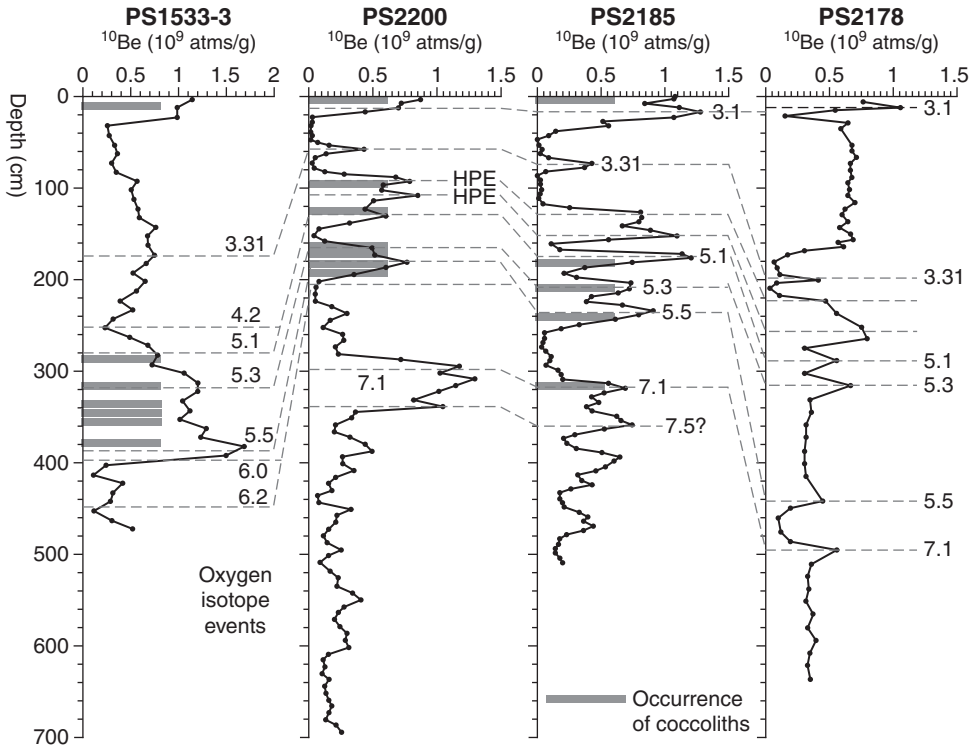 PS1533-3 PS2200 PS2185 PS2178
¹⁰Be (10⁹ atms/g) ¹⁰Be (10⁹ atms/g) ¹⁰Be (10⁹ atms/g) ¹⁰Be (10⁹ atms/g)
0 0.5 1 1.5 2 0 0.5 1 1.5 0 0.5 1 1.5 0 0.5 1 1.5
Depth (cm)
0
100
200
300
400
500
600
700
3.31
4.2
5.1
5.3
5.5
6.0
6.2
Oxygen
isotope
events
7.1
HPE
HPE
3.1
3.31
5.1
5.3
5.5
7.1
7.5?
3.1
3.31
5.1
5.3
5.5
7.1
Occurrence
of coccoliths